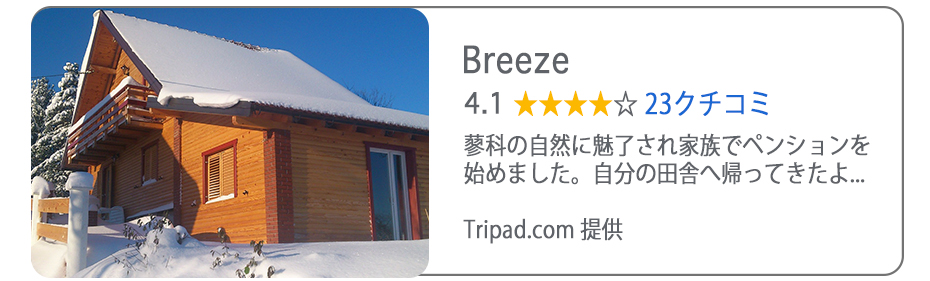 Breeze
4.1 ★★★★☆ 23クチコミ
蓼科の自然に魅了され家族でペンションを
始めました。自分の田舎へ帰ってきたよ...
Tripad.com 提供